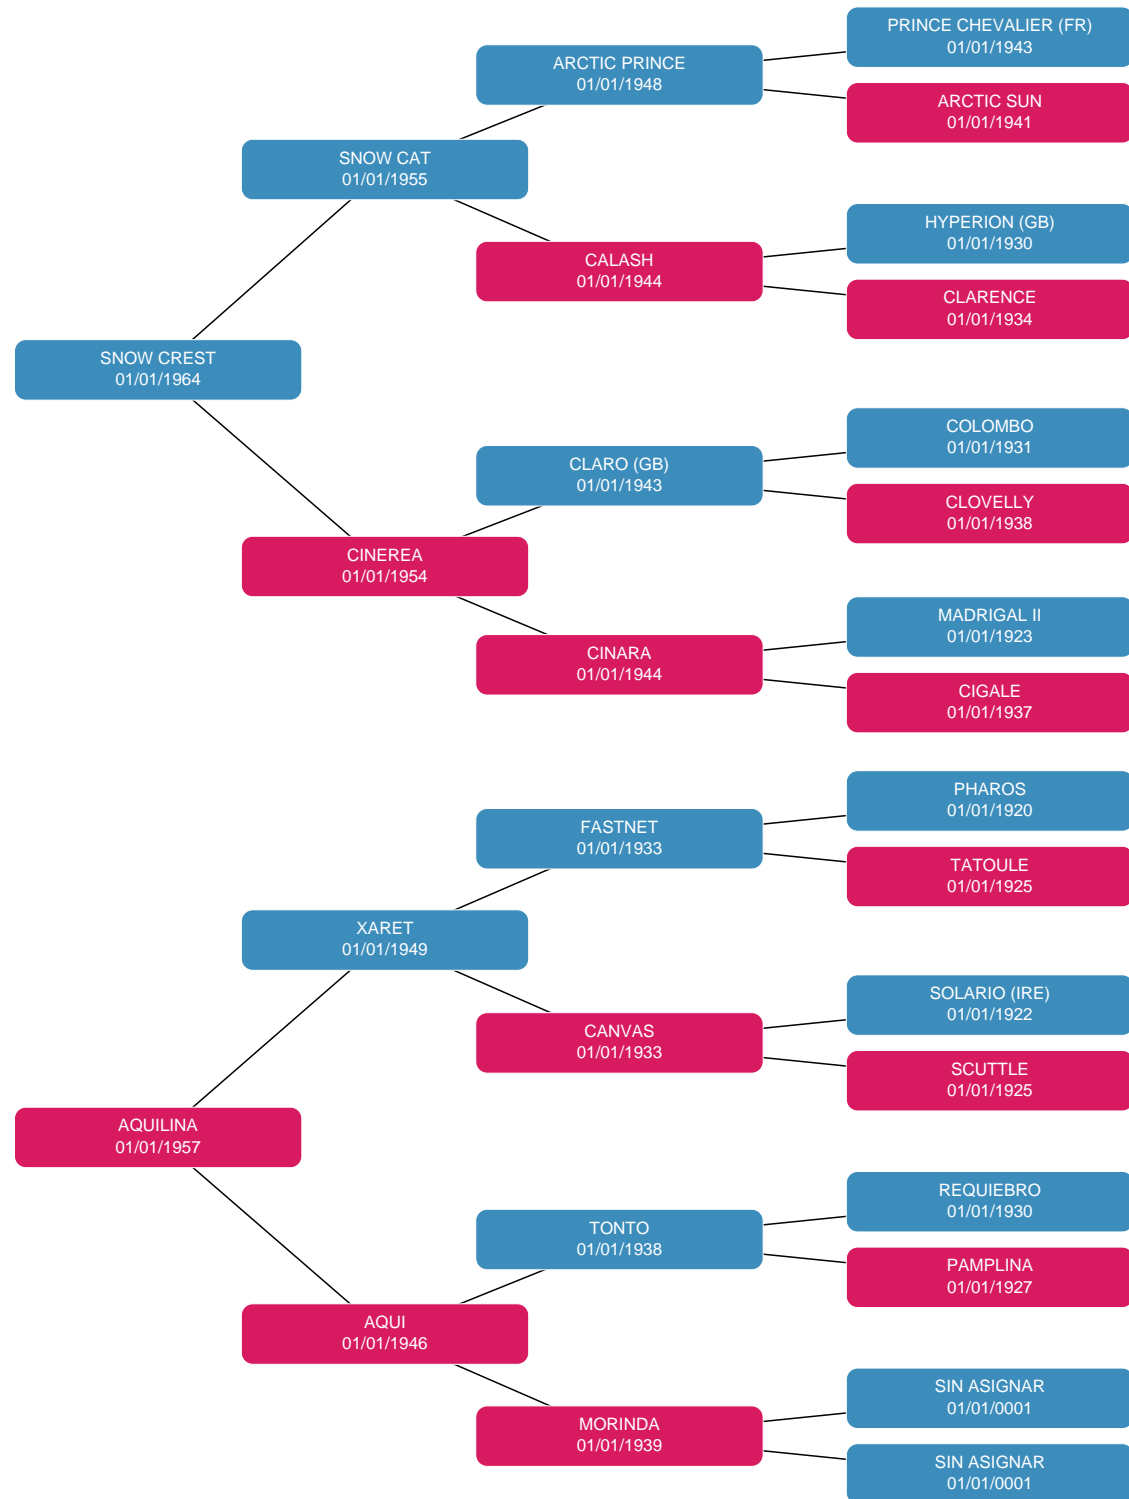 PRINCE CHEVALIER (FR)
01/01/1943
ARCTIC PRINCE
01/01/1948
ARCTIC SUN
01/01/1941
SNOW CAT
01/01/1955
HYPERION (GB)
01/01/1930
CALASH
01/01/1944
CLARENCE
01/01/1934
SNOW CREST
01/01/1964
COLOMBO
01/01/1931
CLARO (GB)
01/01/1943
CLOVELLY
01/01/1938
CINEREA
01/01/1954
MADRIGAL II
01/01/1923
CINARA
01/01/1944
CIGALE
01/01/1937
PHAROS
01/01/1920
FASTNET
01/01/1933
TATOULE
01/01/1925
XARET
01/01/1949
SOLARIO (IRE)
01/01/1922
CANVAS
01/01/1933
SCUTTLE
01/01/1925
AQUILINA
01/01/1957
REQUIEBRO
01/01/1930
TONTO
01/01/1938
PAMPLINA
01/01/1927
AQUI
01/01/1946
SIN ASIGNAR
01/01/0001
MORINDA
01/01/1939
SIN ASIGNAR
01/01/0001